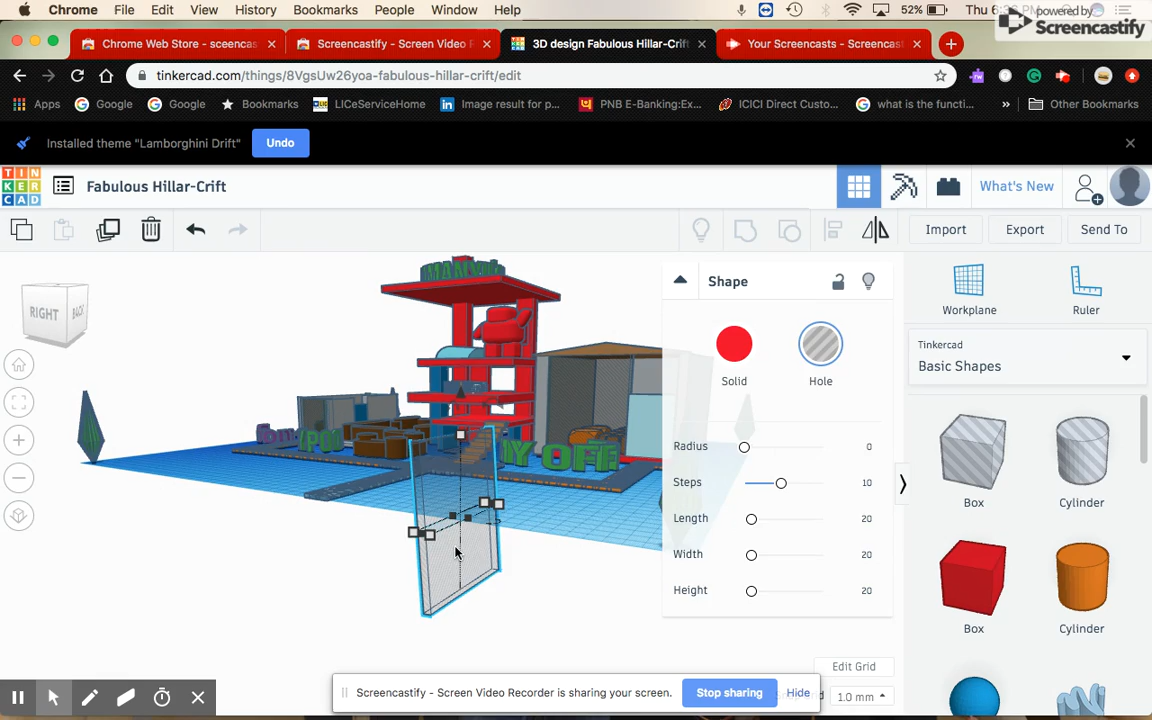 Chrome File Edit View History Bookmarks People Window Help 52% Thu 6:3
powered by
Screencastify
Chrome Web Store - sceencas
Screencastify - Screen Video R
3D design Fabulous Hillar-Crift
Your Screencasts - Screencast
tinkercad.com/things/8VgsUw26yoa-fabulous-hillar-crift/edit
Apps Google Google Bookmarks LICeServiceHome Image result for p... PNB E-Banking:Ex... ICICI Direct Custo... what is the functi... » Other Bookmarks
Installed theme "Lamborghini Drift" Undo
TIN
KER
CAD
Fabulous Hillar-Crift
What's New
Import Export Send To
Shape
RIGHT BACK
Solid Hole
Workplane Ruler
Tinkercad
Basic Shapes
Radius 0
Steps 10
Length 20
Width 20
Height 20
Box Cylinder
Box Cylinder
Y OFF
Edit Grid
1.0 mm
Screencastify - Screen Video Recorder is sharing your screen. Stop sharing Hide